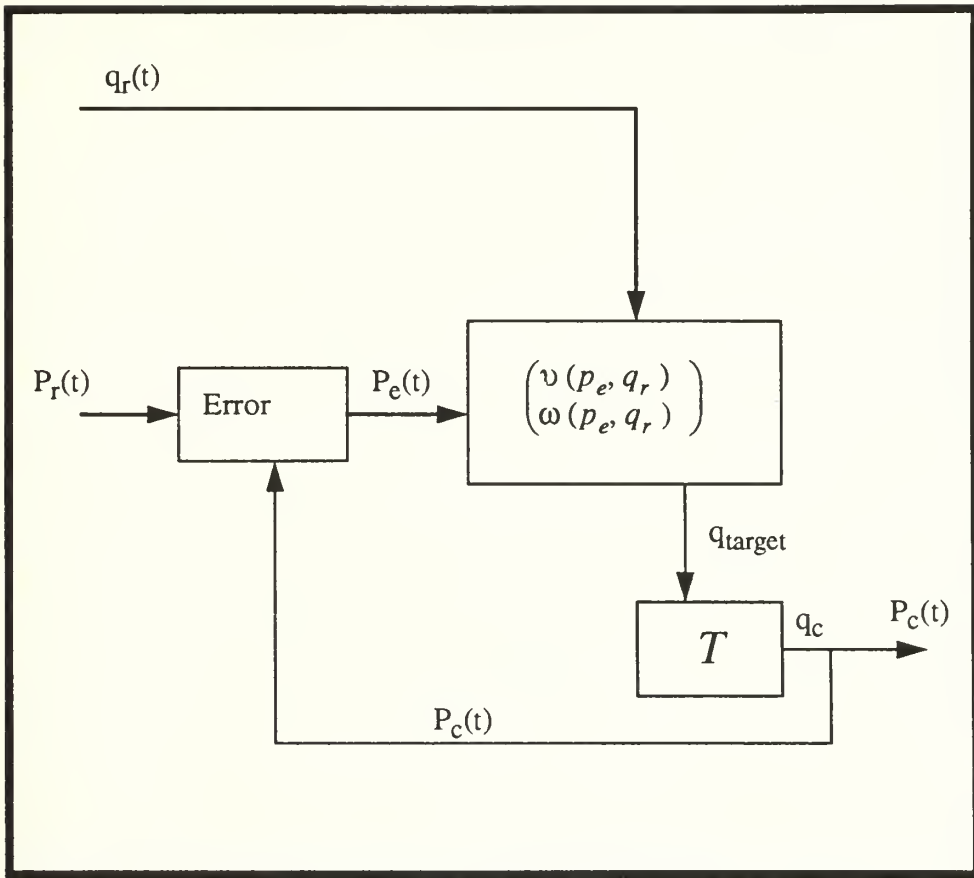 q_r(t)
P_r(t)
Error
P_e(t)
υ (p_e, q_r )
ω (p_e, q_r )
q_target
T
q_c
P_c(t)
P_c(t)